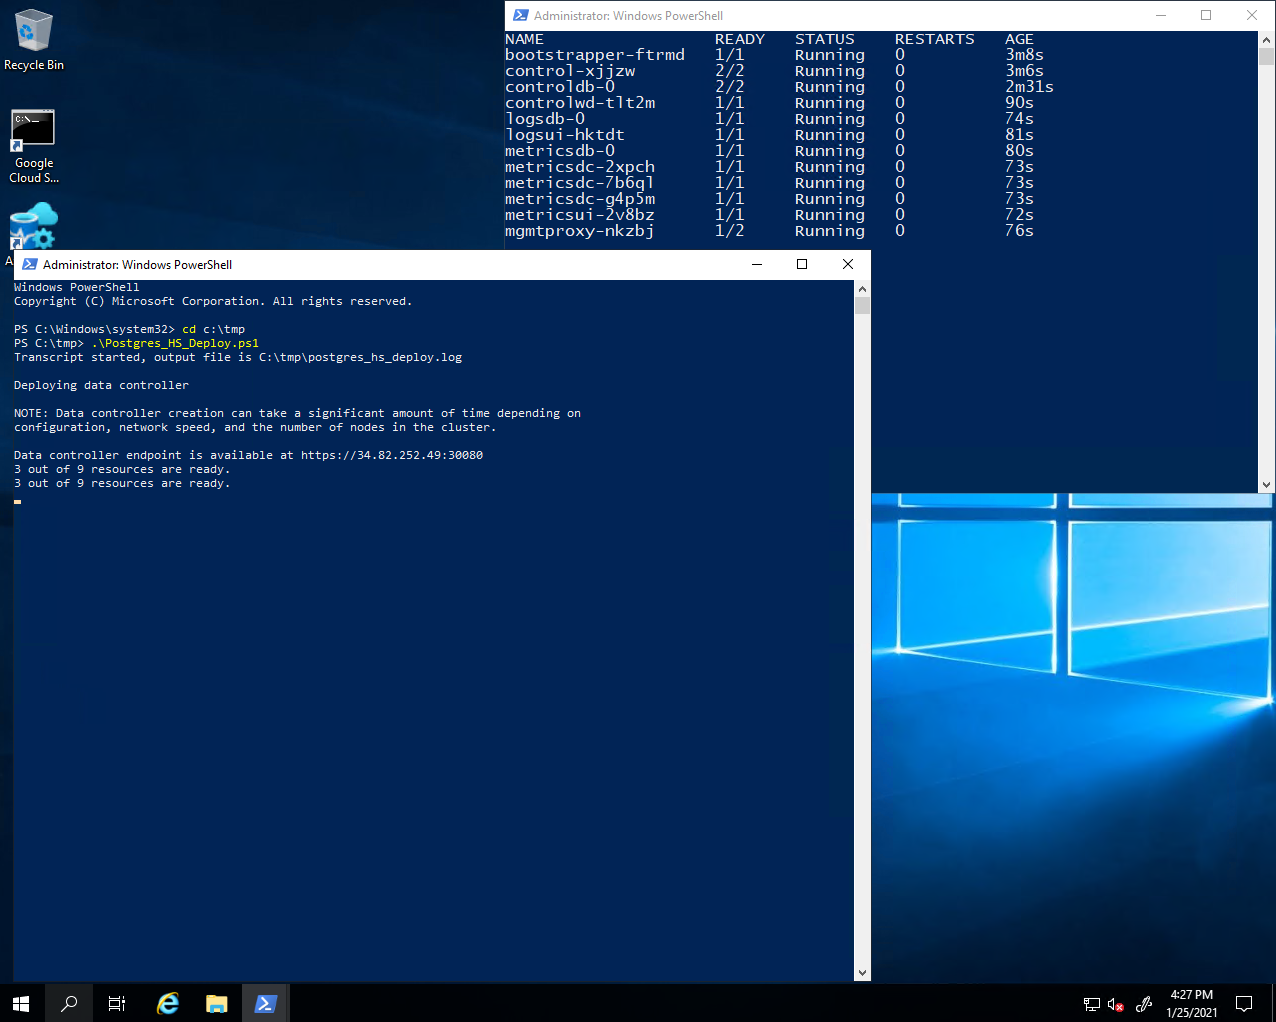 Recycle Bin
Google
Cloud S...
A
Administrator: Windows PowerShell
NAME READY STATUS RESTARTS AGE
bootstrapper-ftrmd 1/1 Running 0 3m8s
control-xjjzw 2/2 Running 0 3m6s
controldb-0 2/2 Running 0 2m31s
controlwd-tlt2m 1/1 Running 0 90s
logsdb-0 1/1 Running 0 74s
logsui-hktdt 1/1 Running 0 81s
metricsdb-0 1/1 Running 0 80s
metricsdc-2xpch 1/1 Running 0 73s
metricsdc-7b6ql 1/1 Running 0 73s
metricsdc-g4p5m 1/1 Running 0 73s
metricsui-2v8bz 1/1 Running 0 72s
mgmtproxy-nkzbj 1/2 Running 0 76s
Administrator: Windows PowerShell
Windows PowerShell
Copyright (C) Microsoft Corporation. All rights reserved.
PS C:\Windows\system32> cd c:\tmp
PS C:\tmp> .\Postgres_HS_Deploy.ps1
Transcript started, output file is C:\tmp\postgres_hs_deploy.log
Deploying data controller
NOTE: Data controller creation can take a significant amount of time depending on
configuration, network speed, and the number of nodes in the cluster.
Data controller endpoint is available at https://34.82.252.49:30080
3 out of 9 resources are ready.
3 out of 9 resources are ready.
4:27 PM
1/25/2021